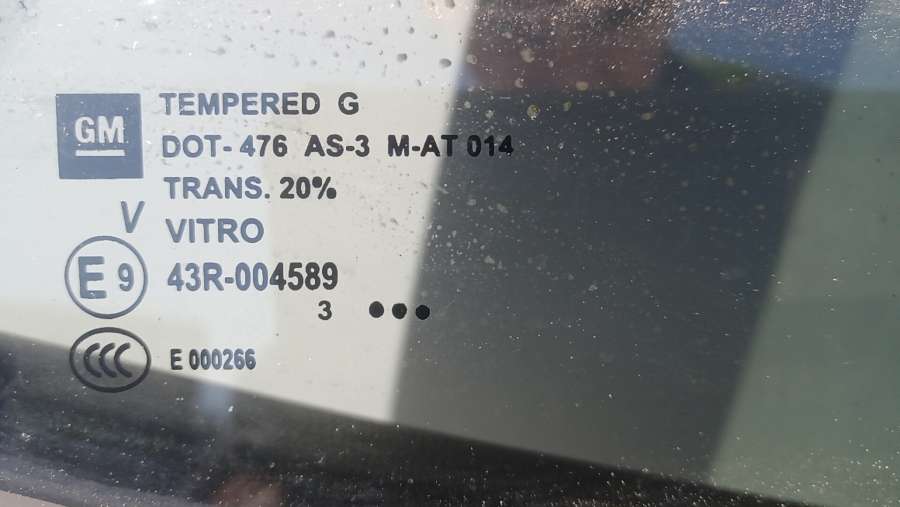 GM
TEMPERED G
DOT- 476 AS-3 M-AT 014
TRANS. 20%
V
VITRO
E 9 43R-004589
3
CCC E 000266